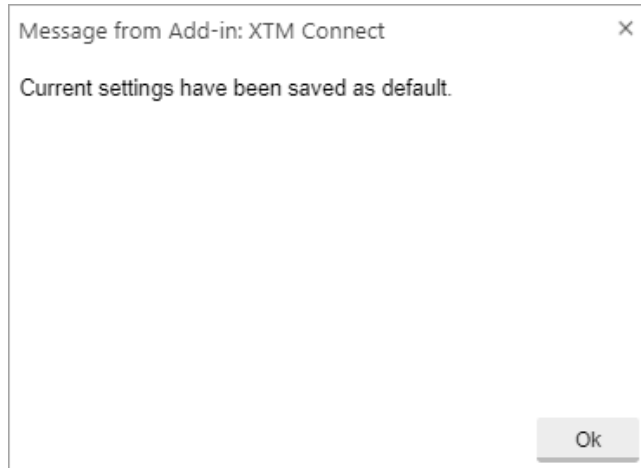 Message from Add-in: XTM Connect
Current settings have been saved as default.
Ok